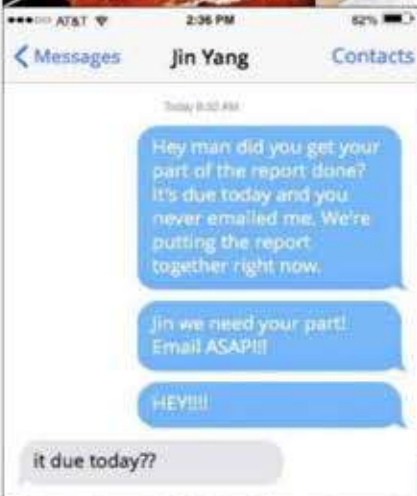 AT&T 2:36 PM 82%
Messages Jin Yang Contacts
Today 8:02 AM
Hey man did you get your
part of the report done?
It's due today and you
never emailed me. We're
putting the report
together right now.
Jin we need your part!
Email ASAP!!!
HEY!!!!
it due today??